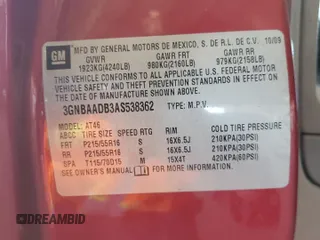 GM
MFD BY GENERAL MOTORS DE MEXICO, S. DE R.L. DE C.V. 10/09
GVWR GAWR FRT GAWR RR
1923KG(4240LB) 980KG(2160LB) 979KG(2158LB)
THIS VEHICLE CONFORMS TO ALL APPLICABLE U.S. FEDERAL MOTOR
VEHICLE SAFETY AND THEFT PREVENTION STANDARDS IN
EFFECT ON THE DATE OF MANUFACTURE SHOWN ABOVE.
3GNBAADB3AS538362 TYPE: M.P.V.
MODEL: AT46
TIRE SIZE SPEED RTG RIM COLD TIRE PRESSURE
FRT P215/55R16 S 16X6.5J 210KPA(30PSI)
RR P215/55R16 S 16X6.5J 210KPA(30PSI)
SPA T115/70D15 M 15X4T 420KPA(60PSI)
SEE OWNER'S MANUAL FOR ADDITIONAL INFORMATION.
DREAMBID